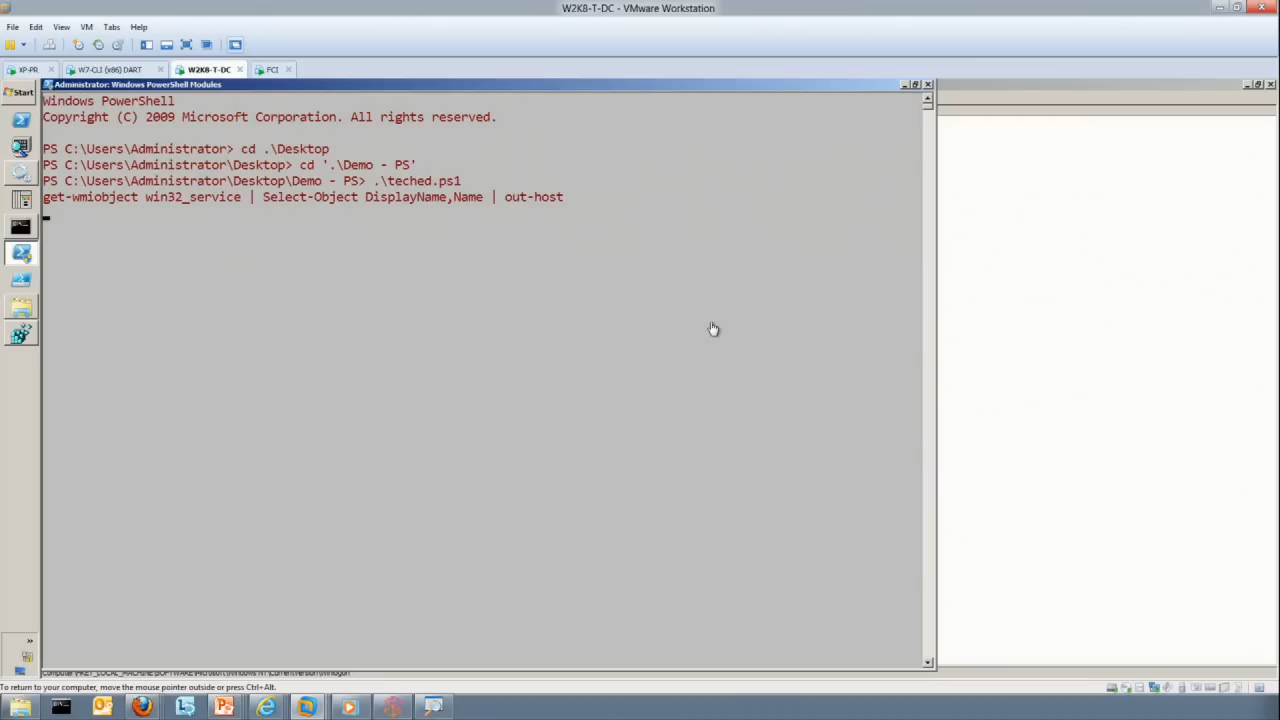 W2K8-T-DC - VMware Workstation
File Edit View VM Tabs Help
XP-PR W7-CLI (x86) DART W2K8-T-DC FCI
Start
Administrator: Windows PowerShell Modules
Windows PowerShell
Copyright (C) 2009 Microsoft Corporation. All rights reserved.
PS C:\Users\Administrator> cd .\Desktop
PS C:\Users\Administrator\Desktop> cd '.\Demo - PS'
PS C:\Users\Administrator\Desktop\Demo - PS> .\teched.ps1
get-wmiobject win32_service | Select-Object DisplayName,Name | out-host
To return to your computer, move the mouse pointer outside or press Ctrl+Alt.